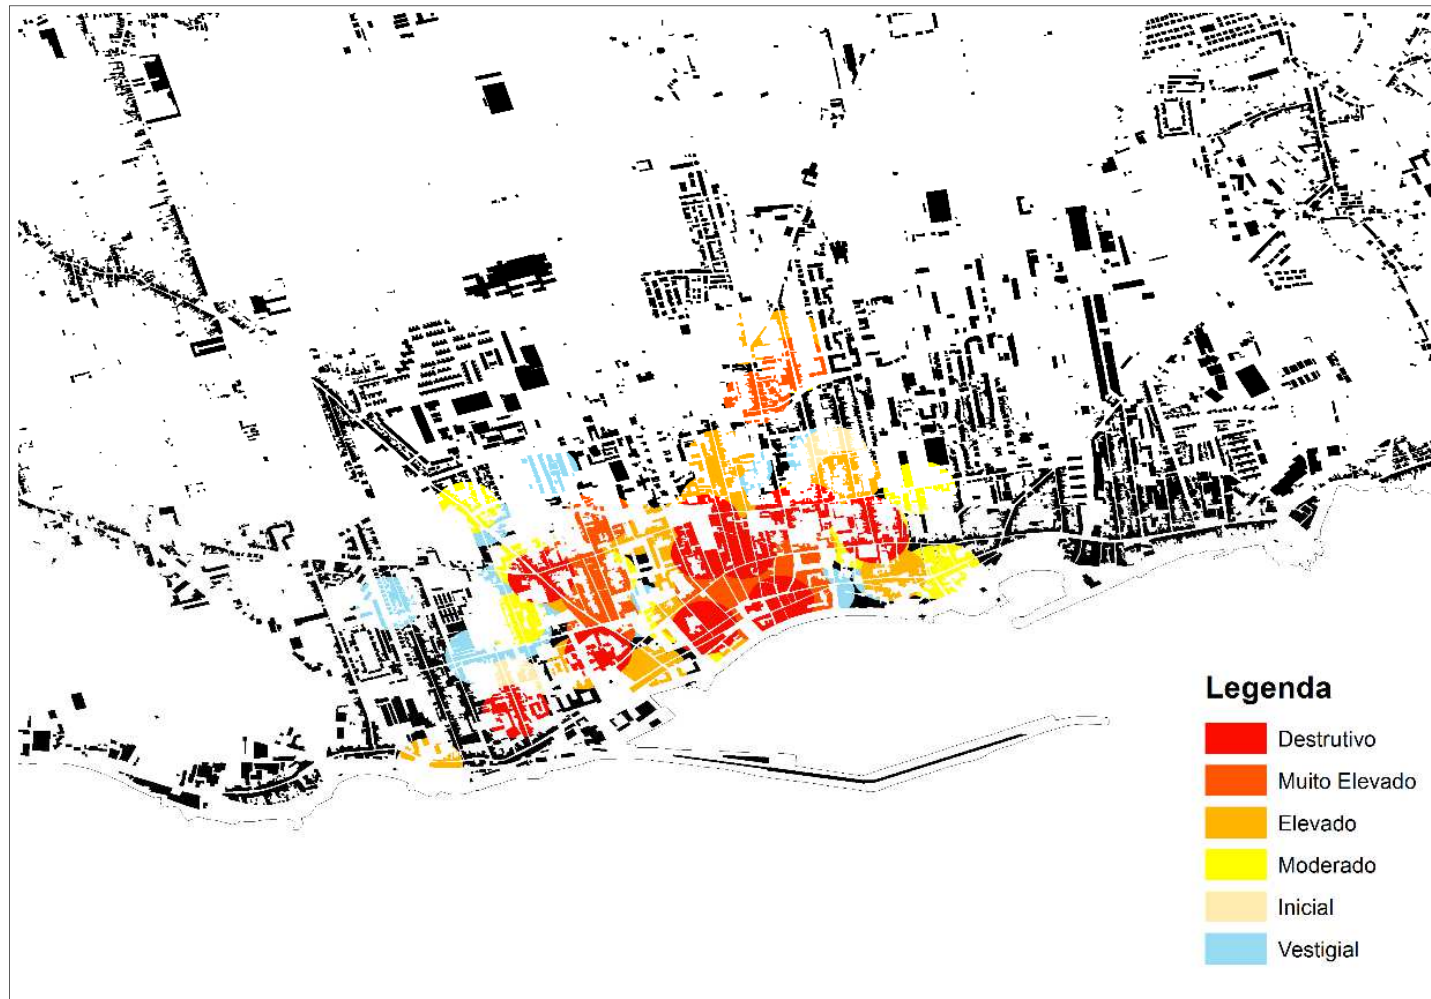 Legenda
Destrutivo
Muito Elevado
Elevado
Moderado
Inicial
Vestigial